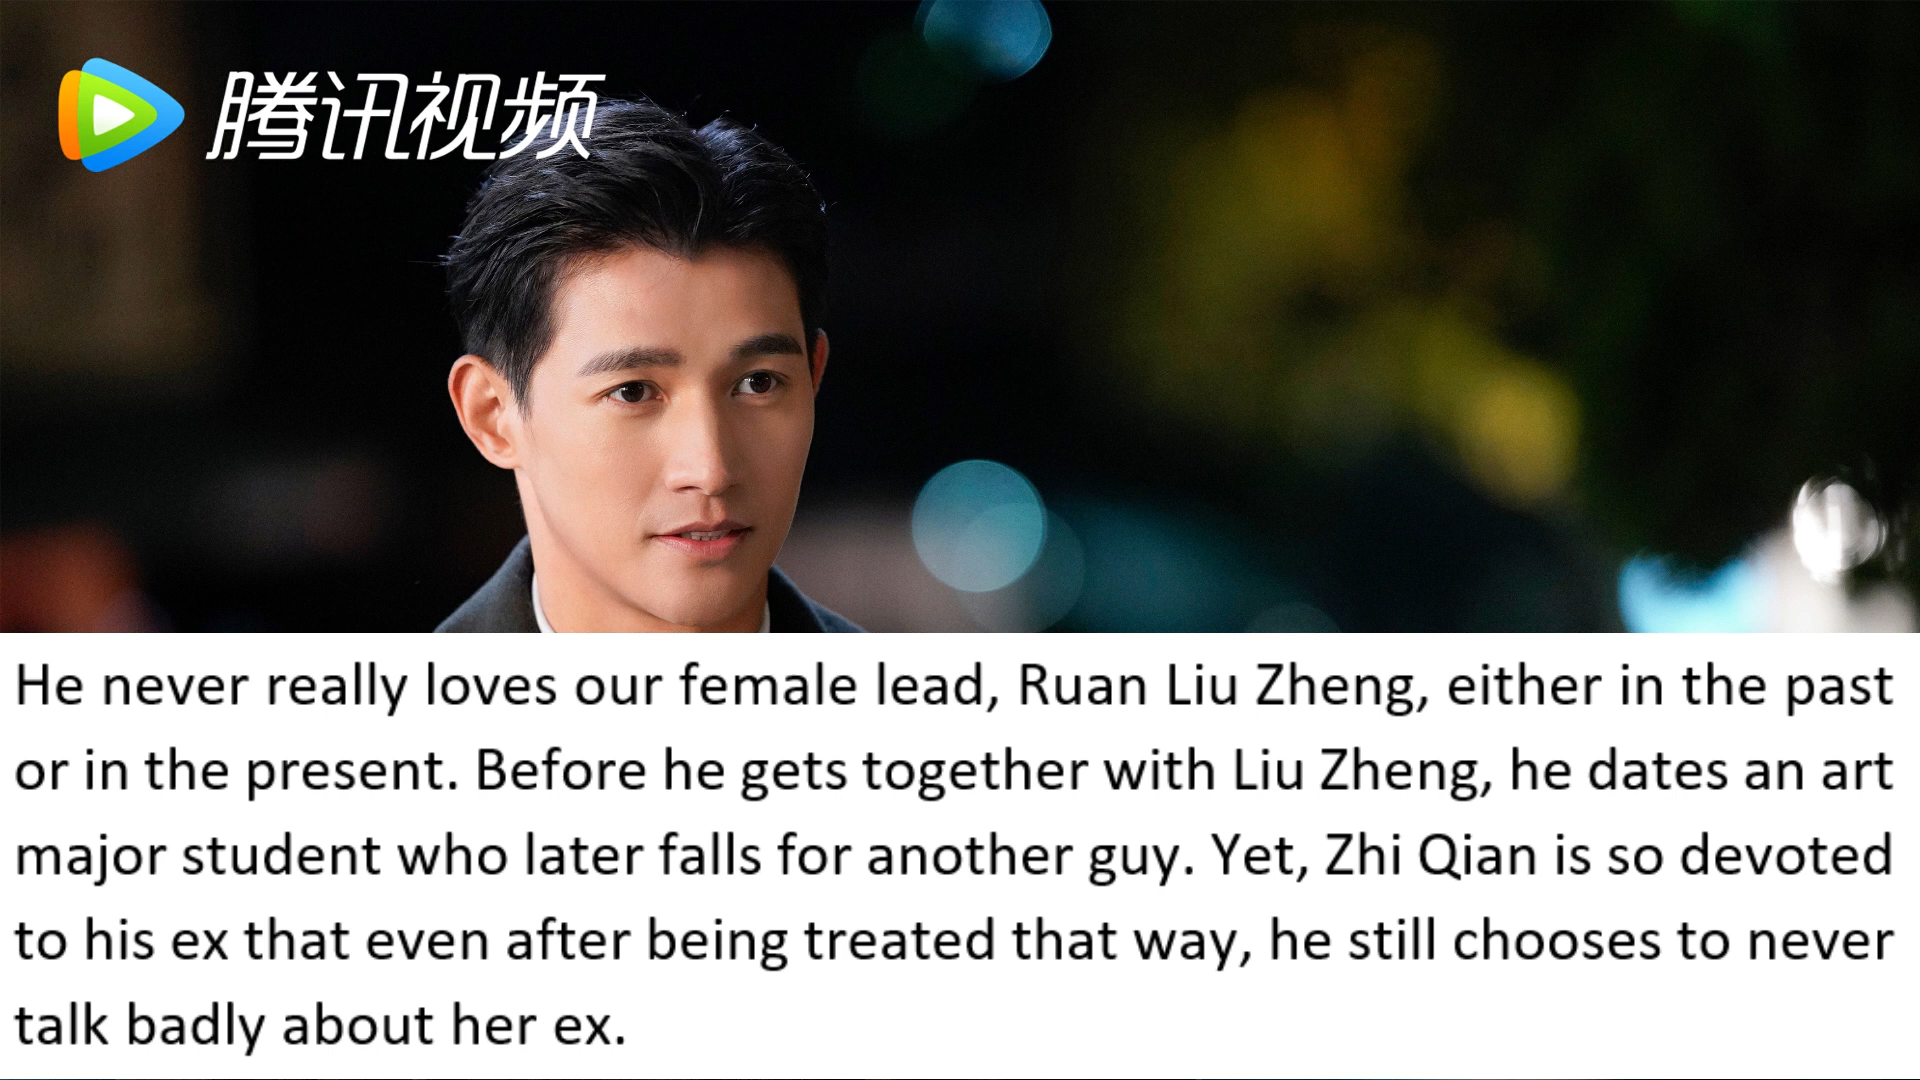 腾讯视频
He never really loves our female lead, Ruan Liu Zheng, either in the past
or in the present. Before he gets together with Liu Zheng, he dates an art
major student who later falls for another guy. Yet, Zhi Qian is so devoted
to his ex that even after being treated that way, he still chooses to never
talk badly about her ex.